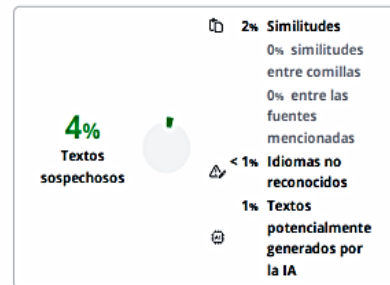 2% Similitudes
0% similitudes
entre comillas
0% entre las
fuentes
mencionadas
4%
Textos
sospechosos
< 1% Idiomas no
reconocidos
1% Textos
potencialmente
generados por
la IA